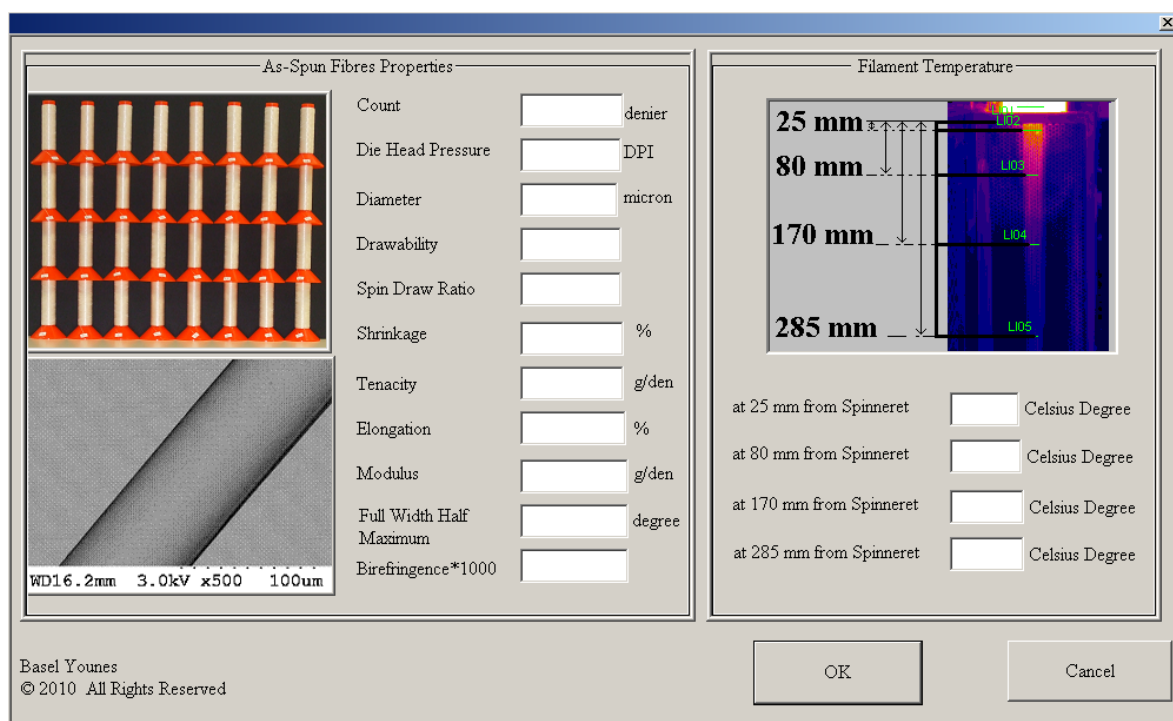 As-Spun Fibres Properties
Count denier
Die Head Pressure DPI
Diameter micron
Drawability
Spin Draw Ratio
Shrinkage %
Tenacity g/den
Elongation %
Modulus g/den
Full Width Half
Maximum degree
Birefringence*1000
WD16.2mm 3.0kV x500 100um
Filament Temperature
LI01
25 mm LI02
80 mm LI03
170 mm LI04
285 mm LI05
at 25 mm from Spinneret Celsius Degree
at 80 mm from Spinneret Celsius Degree
at 170 mm from Spinneret Celsius Degree
at 285 mm from Spinneret Celsius Degree
Basel Younes
© 2010 All Rights Reserved
OK
Cancel